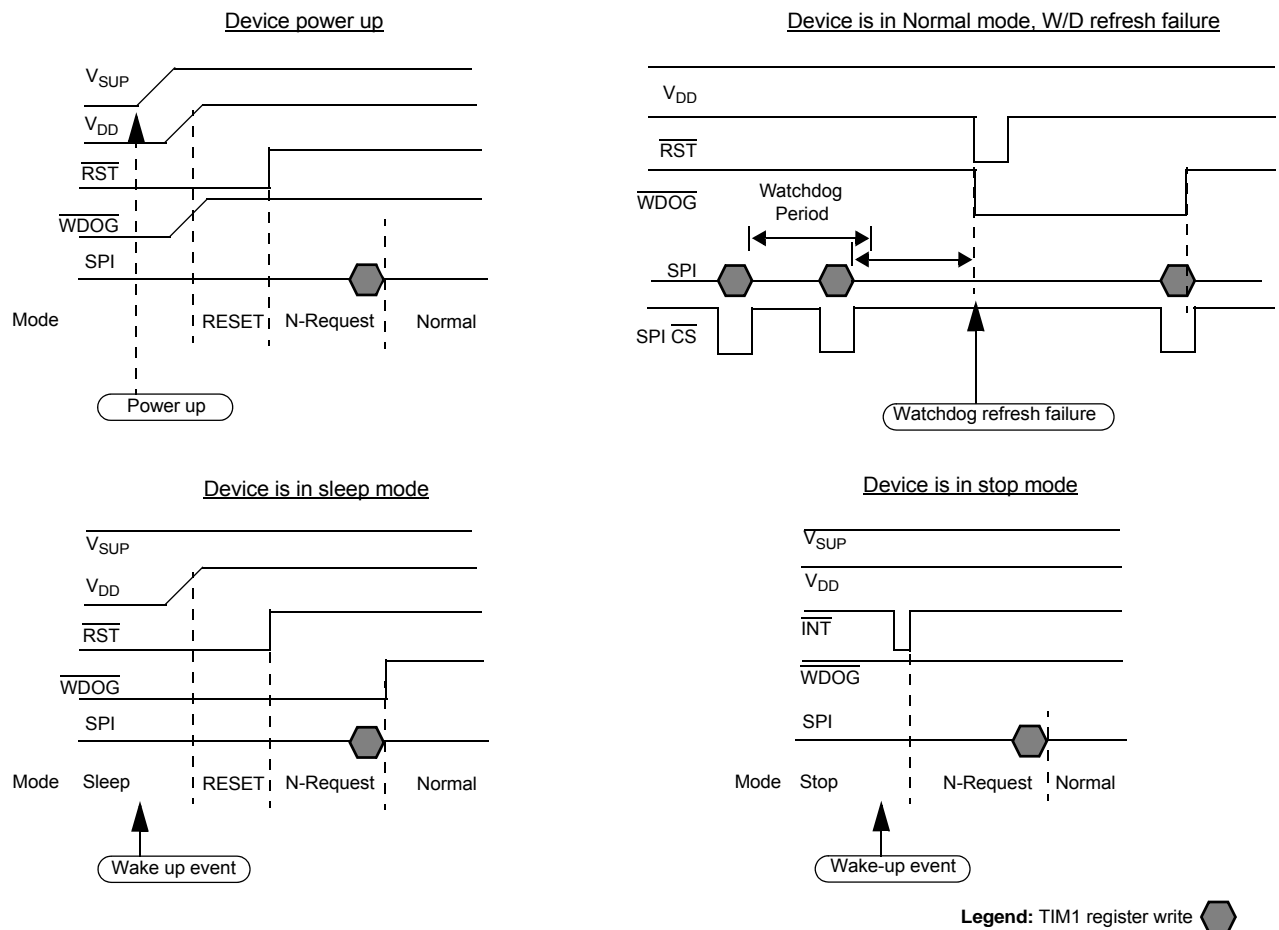 Device power up
VSUP
VDD
RST
WDOG
SPI
Mode
RESET
N-Request
Normal
Power up
Device is in Normal mode, W/D refresh failure
VDD
RST
WDOG
Watchdog
Period
SPI
SPI CS
Watchdog refresh failure
Device is in sleep mode
VSUP
VDD
RST
WDOG
SPI
Mode
Sleep
RESET
N-Request
Normal
Wake up event
Device is in stop mode
VSUP
VDD
INT
WDOG
SPI
Mode
Stop
N-Request
Normal
Wake-up event
Legend: TIM1 register write